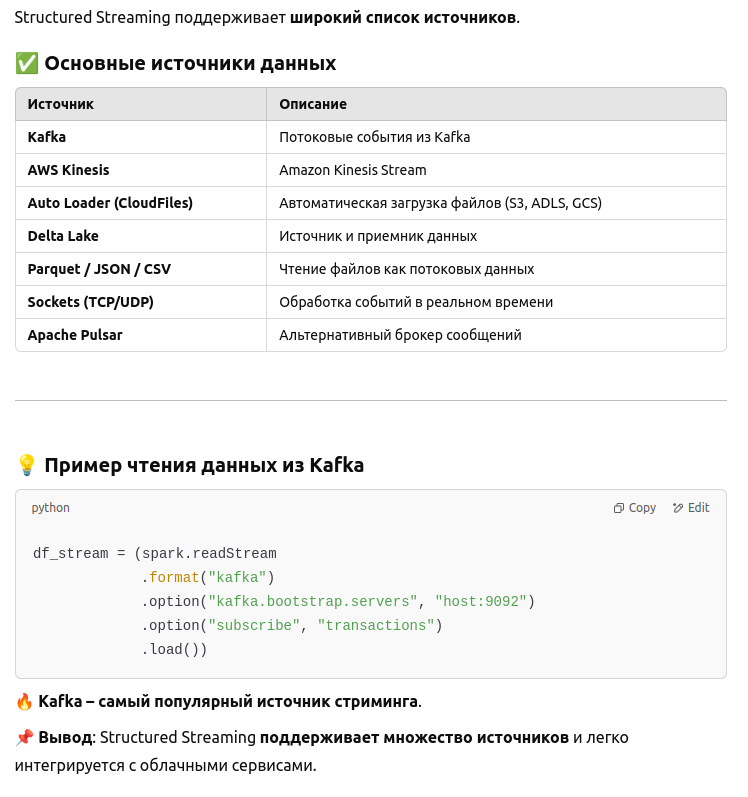 Structured Streaming поддерживает широкий список источников.
✅ Основные источники данных
Источник Описание
Kafka Потоковые события из Kafka
AWS Kinesis Amazon Kinesis Stream
Auto Loader (CloudFiles) Автоматическая загрузка файлов (S3, ADLS, GCS)
Delta Lake Источник и приемник данных
Parquet / JSON / CSV Чтение файлов как потоковых данных
Sockets (TCP/UDP) Обработка событий в реальном времени
Apache Pulsar Альтернативный брокер сообщений
💡 Пример чтения данных из Kafka
python Copy Edit
df_stream = (spark.readStream
.format("kafka")
.option("kafka.bootstrap.servers", "host:9092")
.option("subscribe", "transactions")
.load())
🔥 Kafka – самый популярный источник стриминга.
📌 Вывод: Structured Streaming поддерживает множество источников и легко
интегрируется с облачными сервисами.